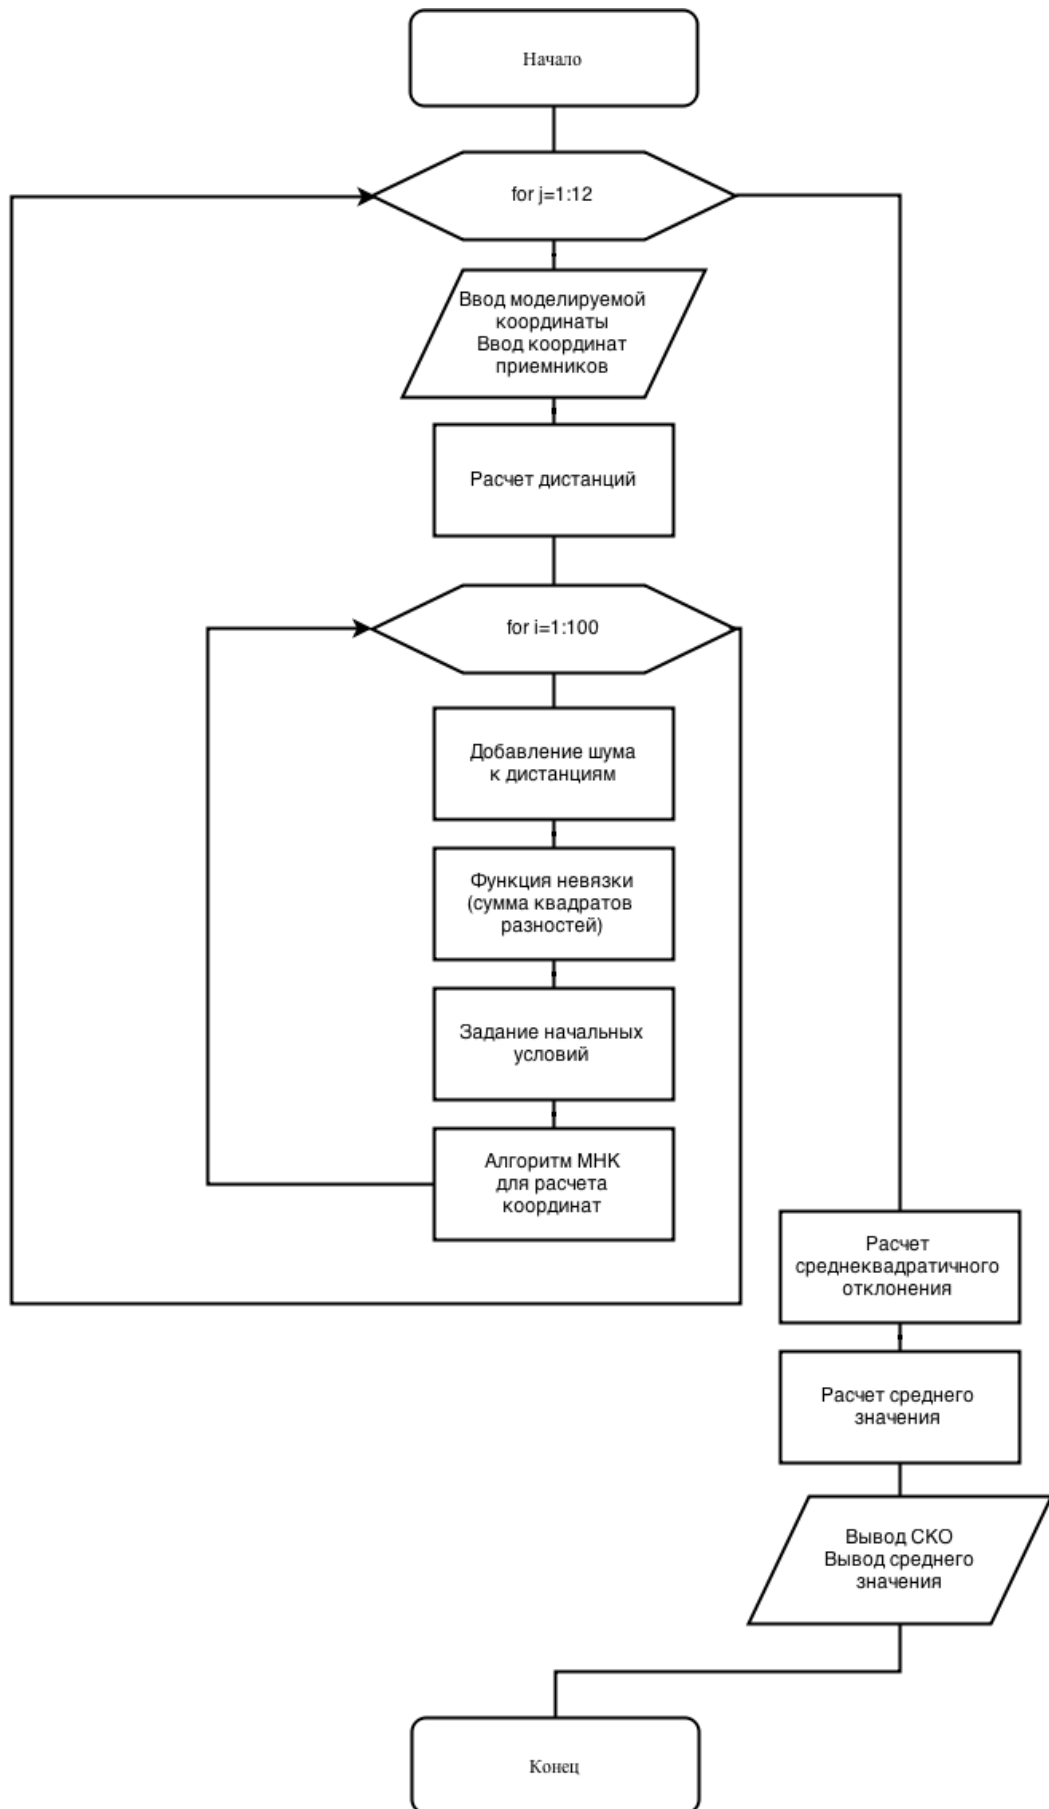 Начало
for j=1:12
Ввод моделируемой
координаты
Ввод координат
приемников
Расчет дистанций
for i=1:100
Добавление шума
к дистанциям
Функция невязки
(сумма квадратов
разностей)
Задание начальных
условий
Алгоритм МНК
для расчета
координат
Расчет
среднеквадратичного
отклонения
Расчет среднего
значения
Вывод СКО
Вывод среднего
значения
Конец